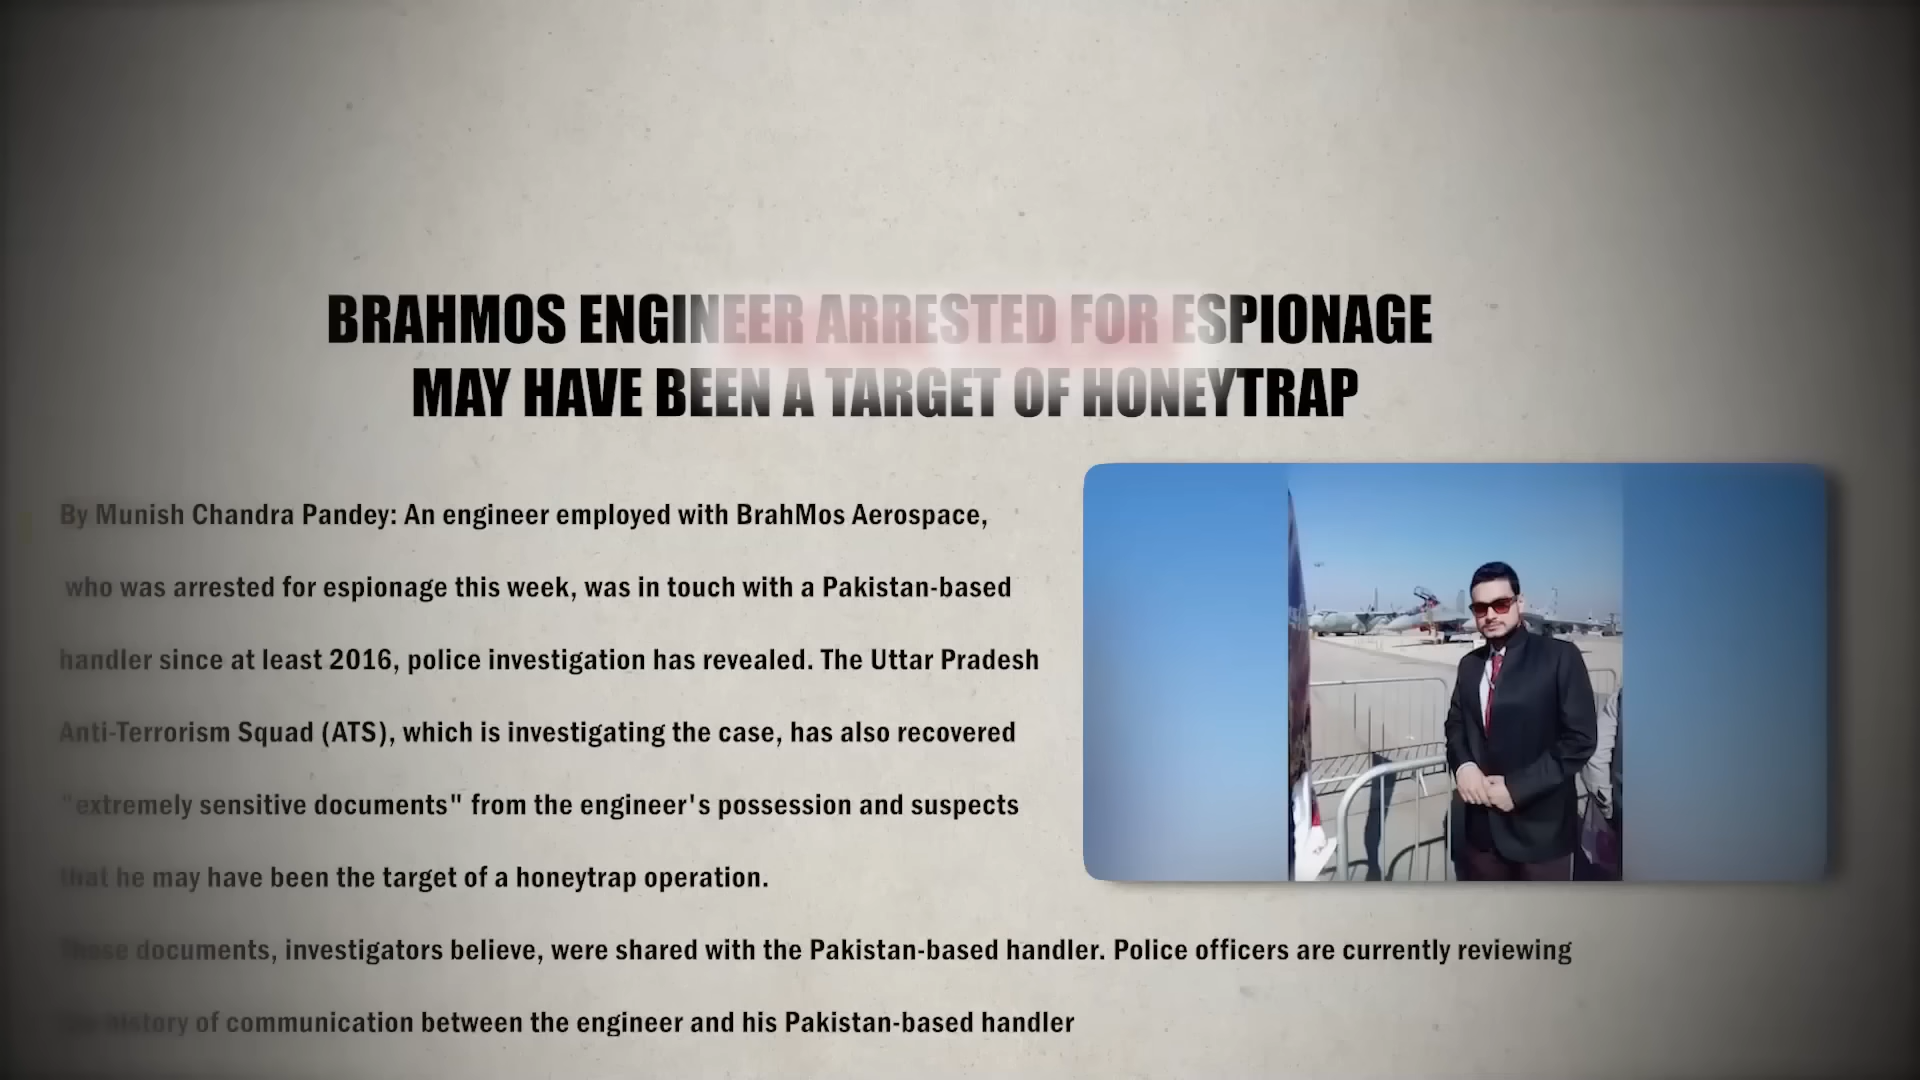 BRAHMOS ENGINEER ARRESTED FOR ESPIONAGE
MAY HAVE BEEN A TARGET OF HONEYTRAP
By Munish Chandra Pandey: An engineer employed with BrahMos Aerospace,
who was arrested for espionage this week, was in touch with a Pakistan-based
handler since at least 2016, police investigation has revealed. The Uttar Pradesh
Anti-Terrorism Squad (ATS), which is investigating the case, has also recovered
"extremely sensitive documents" from the engineer's possession and suspects
that he may have been the target of a honeytrap operation.
These documents, investigators believe, were shared with the Pakistan-based handler. Police officers are currently reviewing
history of communication between the engineer and his Pakistan-based handler